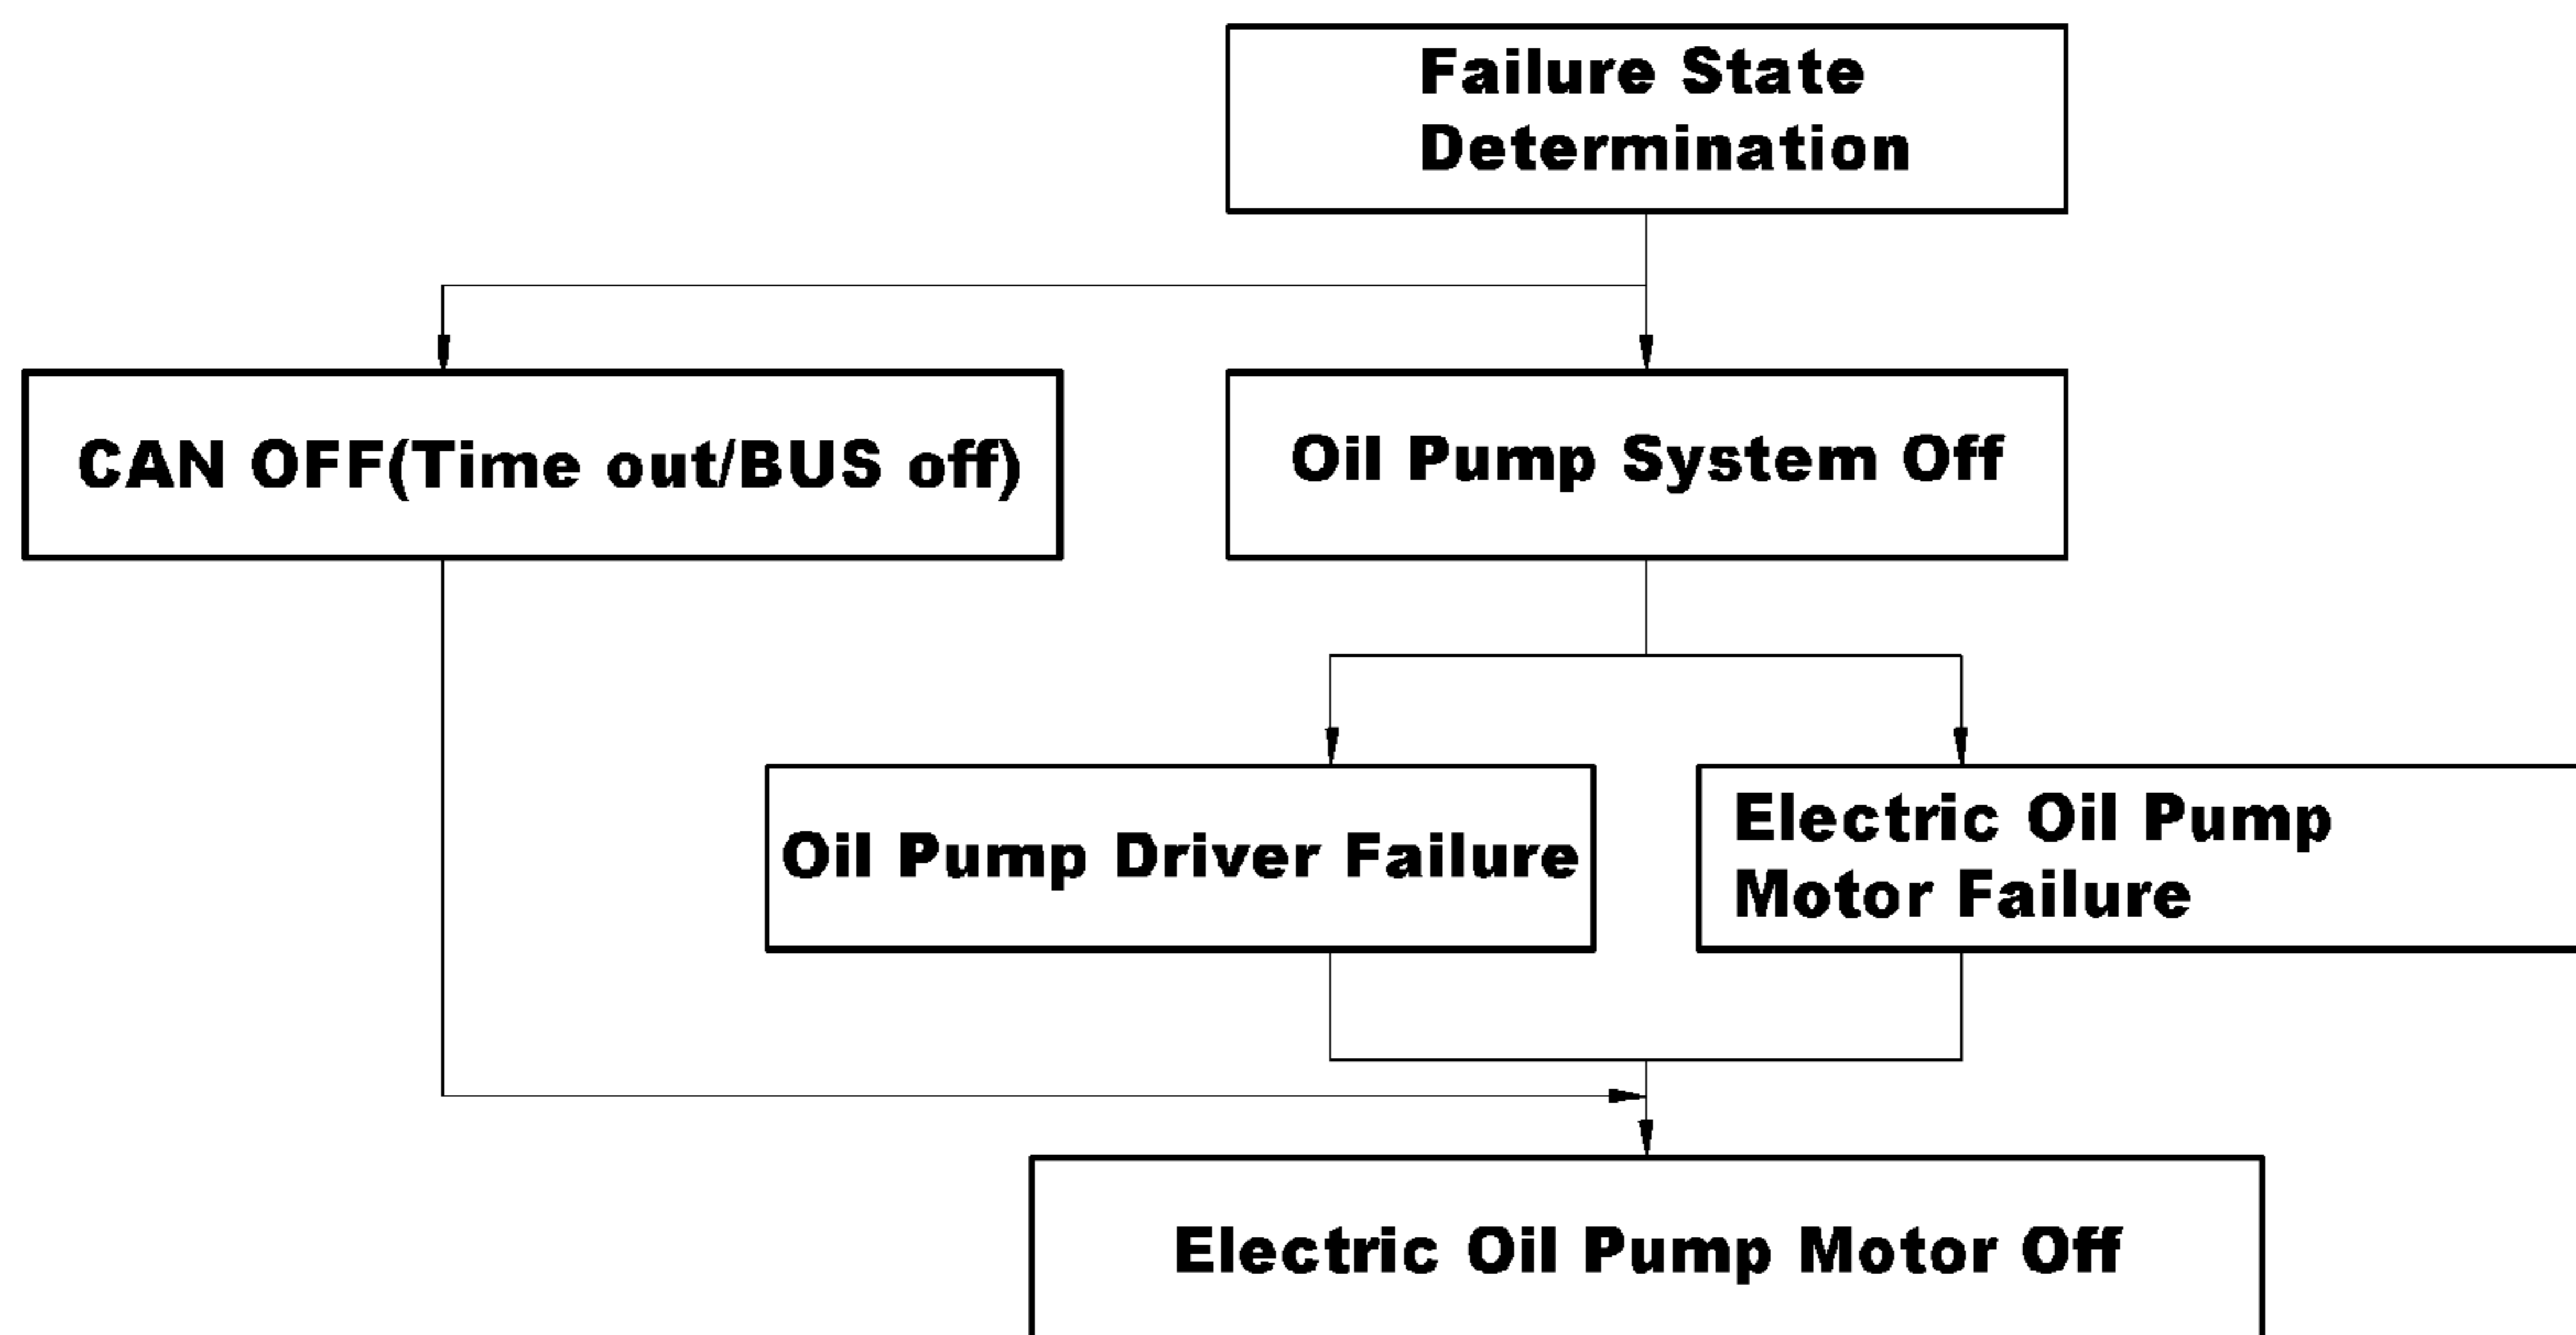 Failure State
Determination
CAN OFF(Time out/BUS off)
Oil Pump System Off
Oil Pump Driver Failure
Electric Oil Pump
Motor Failure
Electric Oil Pump Motor Off